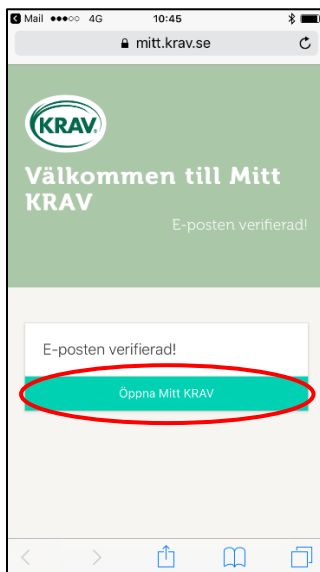 Mail 4G 10:45
mitt.krav.se
KRAV
Välkommen till Mitt
KRAV
E-posten verifierad!
E-posten verifierad!
Öppna Mitt KRAV